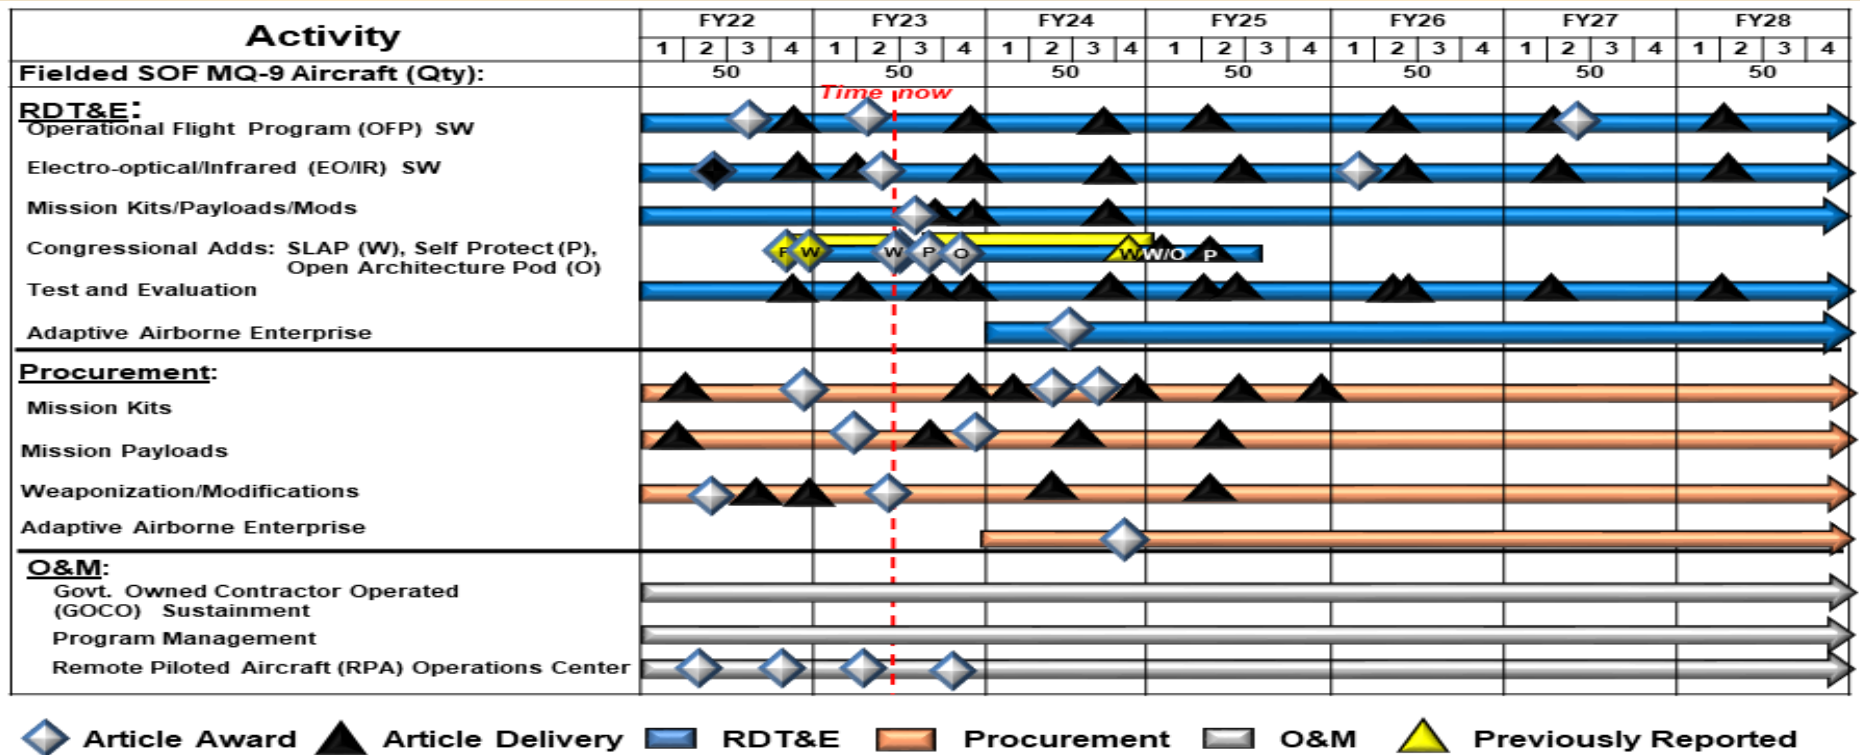 Activity
FY22 FY23 FY24 FY25 FY26 FY27 FY28
1 2 3 4 1 2 3 4 1 2 3 4 1 2 3 4 1 2 3 4 1 2 3 4 1 2 3 4
Fielded SOF MQ-9 Aircraft (Qty): 50 50 50 50 50 50 50
Time now
RDT&E:
Operational Flight Program (OFP) SW
Electro-optical/Infrared (EO/IR) SW
Mission Kits/Payloads/Mods
Congressional Adds: SLAP (W), Self Protect (P),
Open Architecture Pod (O)
P W W P O W W/O P
Test and Evaluation
Adaptive Airborne Enterprise
Procurement:
Mission Kits
Mission Payloads
Weaponization/Modifications
Adaptive Airborne Enterprise
O&M:
Govt. Owned Contractor Operated
(GOCO) Sustainment
Program Management
Remote Piloted Aircraft (RPA) Operations Center
Article Award Article Delivery RDT&E Procurement O&M Previously Reported